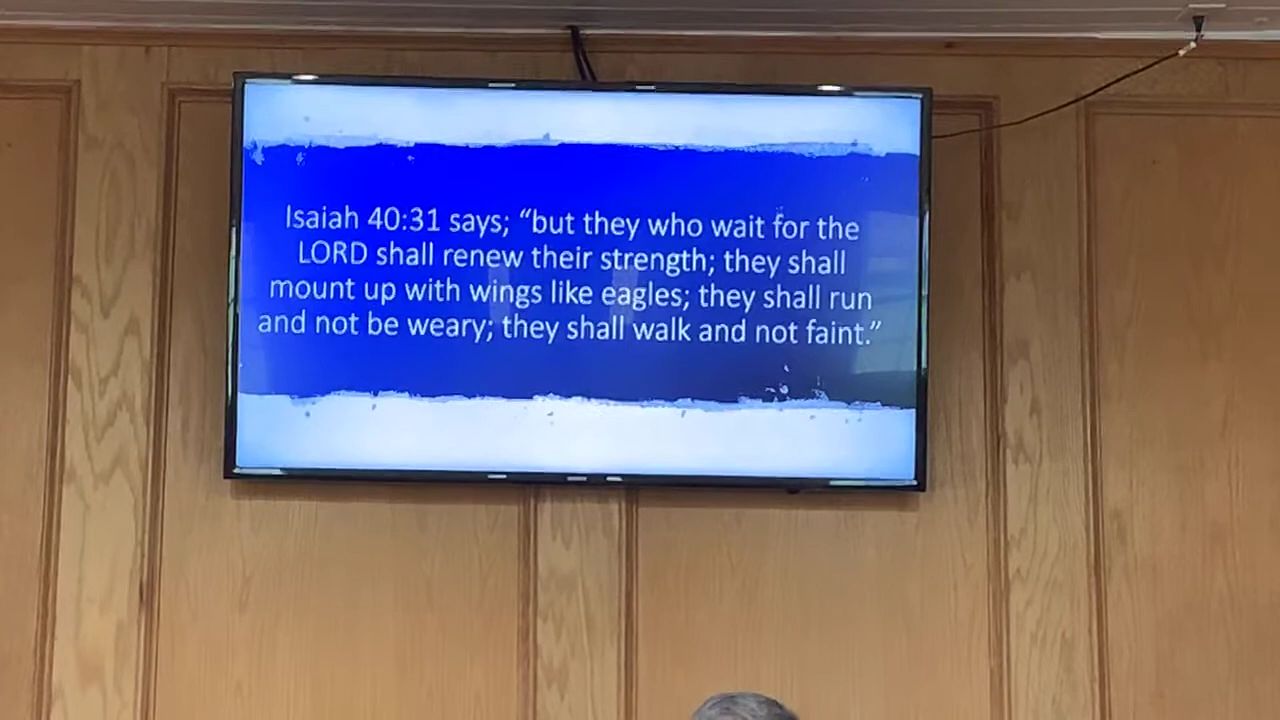 Isaiah 40:31 says; “but they who wait for the
LORD shall renew their strength; they shall
mount up with wings like eagles; they shall run
and not be weary; they shall walk and not faint.”